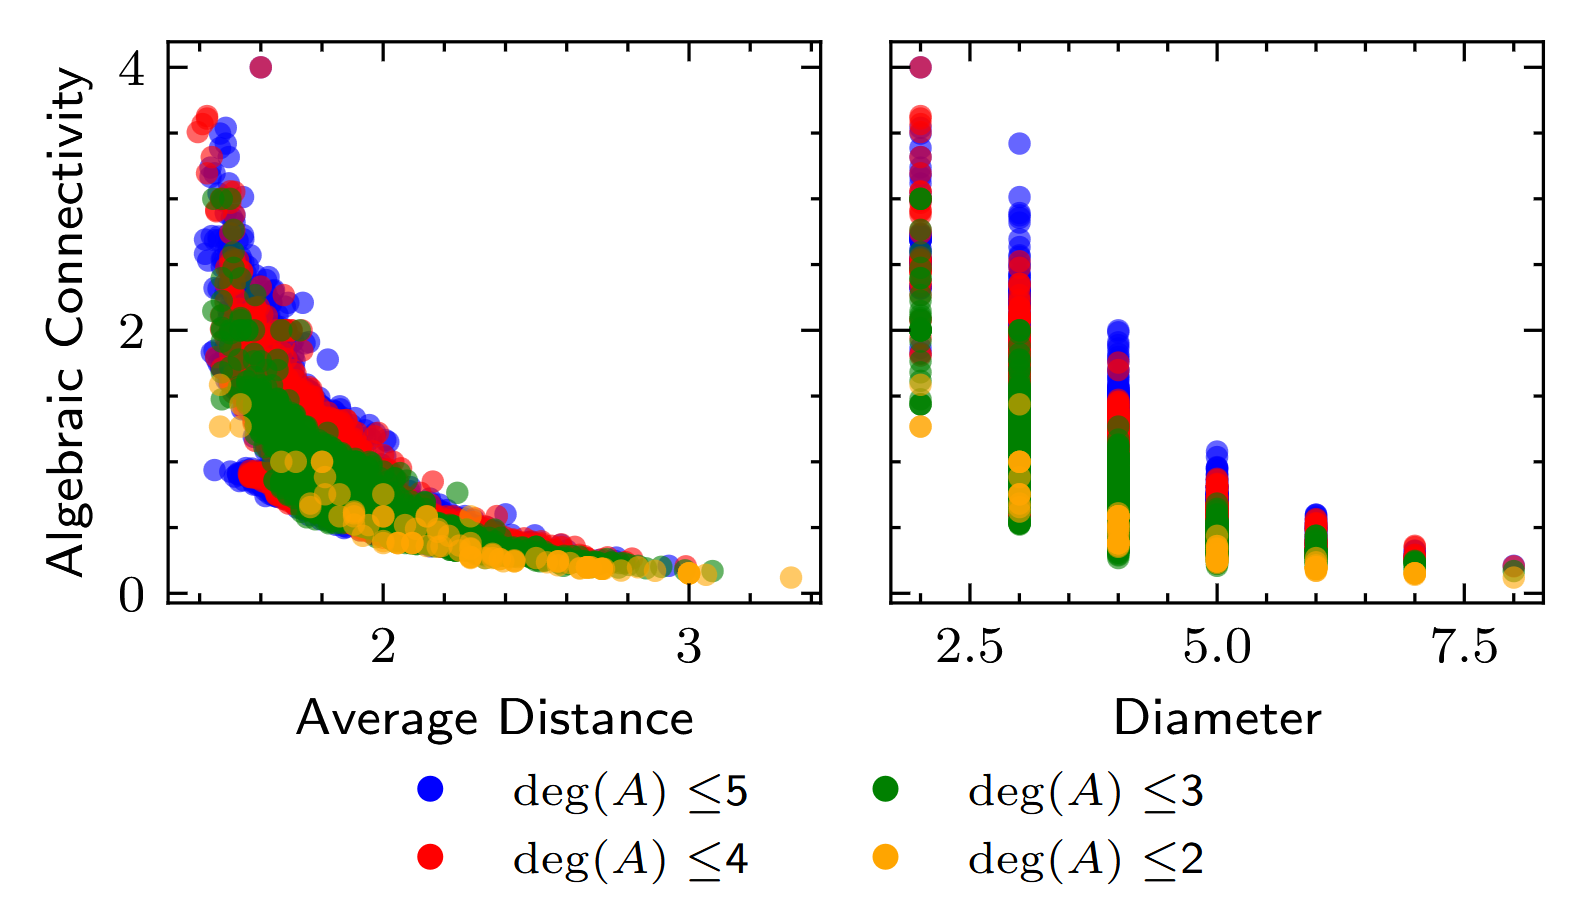 Algebraic Connectivity
4
2
0
2 3
2.5 5.0 7.5
Average Distance
Diameter
deg(A) ≤5
deg(A) ≤3
deg(A) ≤4
deg(A) ≤2